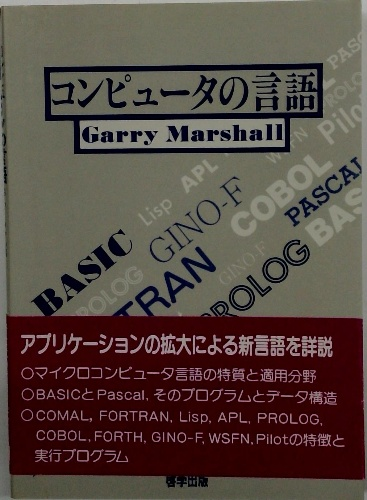 コンピュータの言語
Garry Marshall
PASCAL
PROLOG
Pilot
WSFN
COBOL
APL
Lisp
PASCAL
BAS
GINO-F
BASIC
GINO-F
PROLOG
PROLOG
TRAN
アプリケーションの拡大による新言語を詳説
○マイクロコンピュータ言語の特質と適用分野
○BASICとPascal, そのプログラムとデータ構造
○COMAL, FORTRAN, Lisp, APL, PROLOG,
COBOL, FORTH, GINO-F, WSFN, Pilotの特徴と
実行プログラム
啓学出版